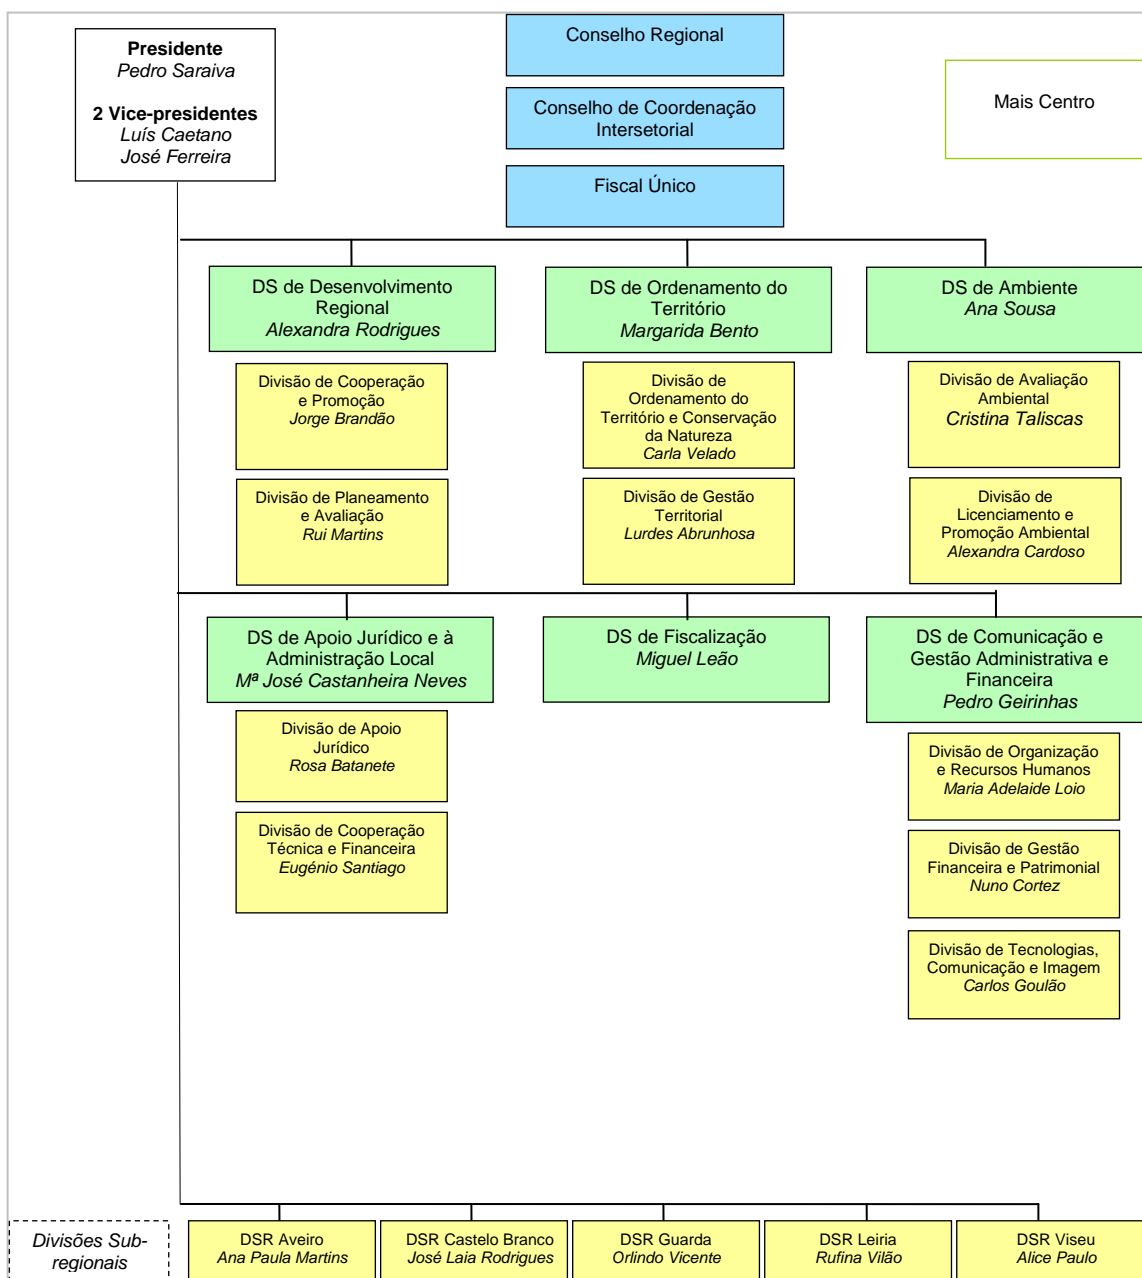 Presidente
Pedro Saraiva
2 Vice-presidentes
Luís Caetano
José Ferreira
Conselho Regional
Conselho de Coordenação
Intersetorial
Fiscal Único
Mais Centro
DS de Desenvolvimento
Regional
Alexandra Rodrigues
DS de Ordenamento do
Território
Margarida Bento
DS de Ambiente
Ana Sousa
Divisão de Cooperação
e Promoção
Jorge Brandão
Divisão de
Ordenamento do
Território e Conservação
da Natureza
Carla Velado
Divisão de Avaliação
Ambiental
Cristina Taliscas
Divisão de Planeamento
e Avaliação
Rui Martins
Divisão de Gestão
Territorial
Lurdes Abrunhosa
Divisão de
Licenciamento e
Promoção Ambiental
Alexandra Cardoso
DS de Apoio Jurídico e à
Administração Local
Mª José Castanheira Neves
DS de Fiscalização
Miguel Leão
DS de Comunicação e
Gestão Administrativa e
Financeira
Pedro Geirinhas
Divisão de Apoio
Jurídico
Rosa Batanete
Divisão de Organização
e Recursos Humanos
Maria Adelaide Loio
Divisão de Cooperação
Técnica e Financeira
Eugénio Santiago
Divisão de Gestão
Financeira e Patrimonial
Nuno Cortez
Divisão de Tecnologias,
Comunicação e Imagem
Carlos Goulão
Divisões Sub-
regionais
DSR Aveiro
Ana Paula Martins
DSR Castelo Branco
José Laia Rodrigues
DSR Guarda
Orlindo Vicente
DSR Leiria
Rufina Vilão
DSR Viseu
Alice Paulo